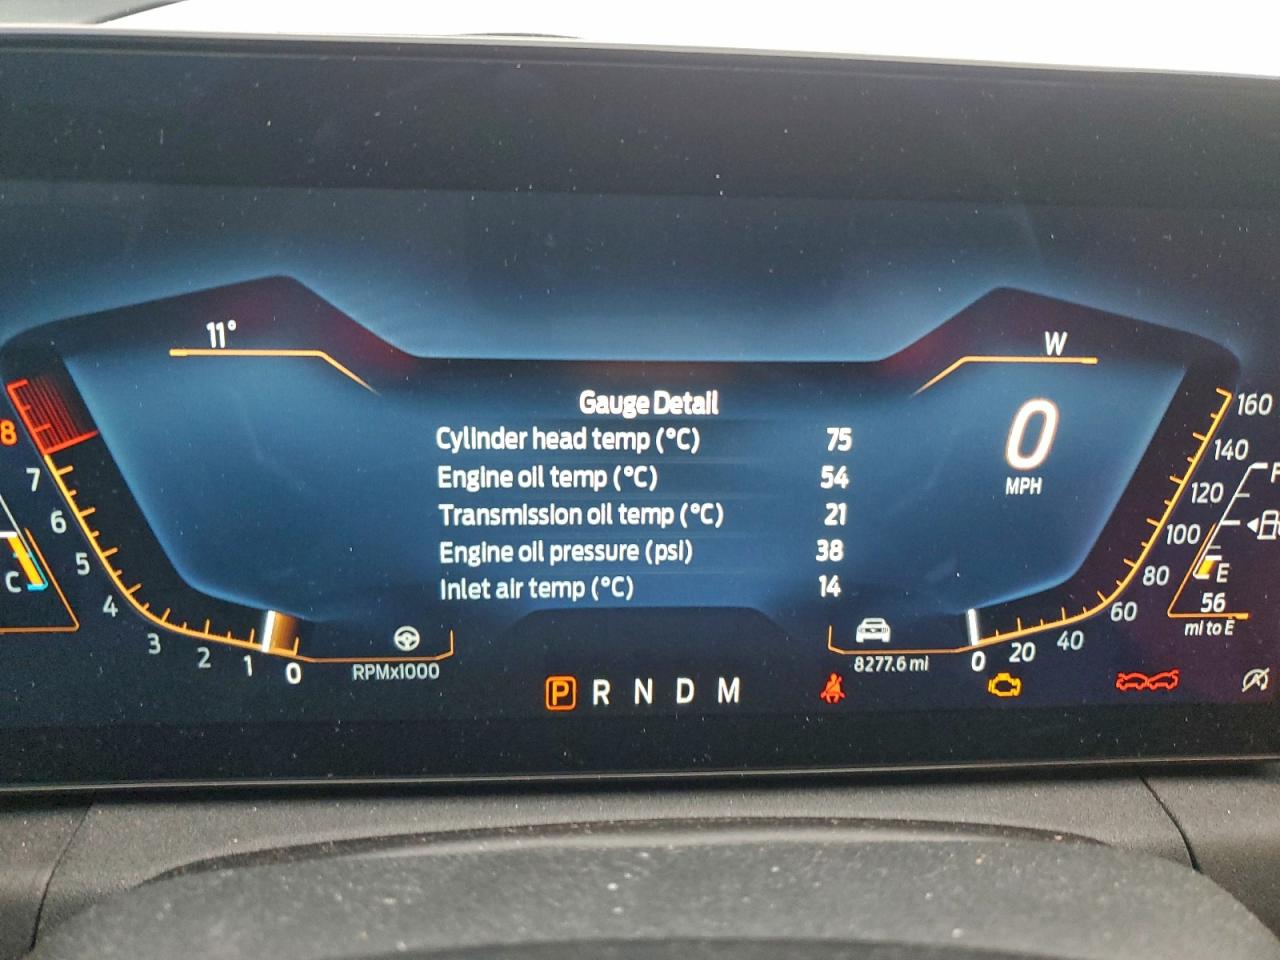 11°
W
Gauge Detail
Cylinder head temp (°C) 75
Engine oil temp (°C) 54
Transmission oil temp (°C) 21
Engine oil pressure (psi) 38
Inlet air temp (°C) 14
0
MPH
8
7
6
5
4
3
2
1
0
RPMx1000
C
160
140
120
100
80
60
40
20
0
F
E
56
mi to E
8277.6 mi
P R N D M